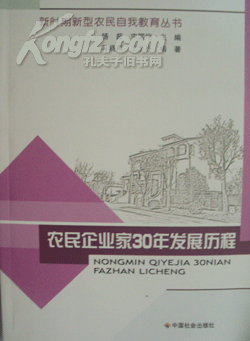 新时期新型农民自我教育丛书
Kongfz.com
孔夫子旧书网
编
著
农民企业家30年发展历程
NONGMIN QIYEJIA 30NIAN
FAZHAN LICHENG
中国社会出版社